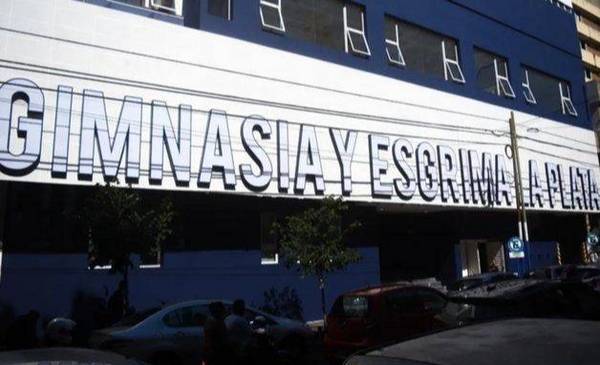 GIMNASIA Y ESGRIMA LA PLATA